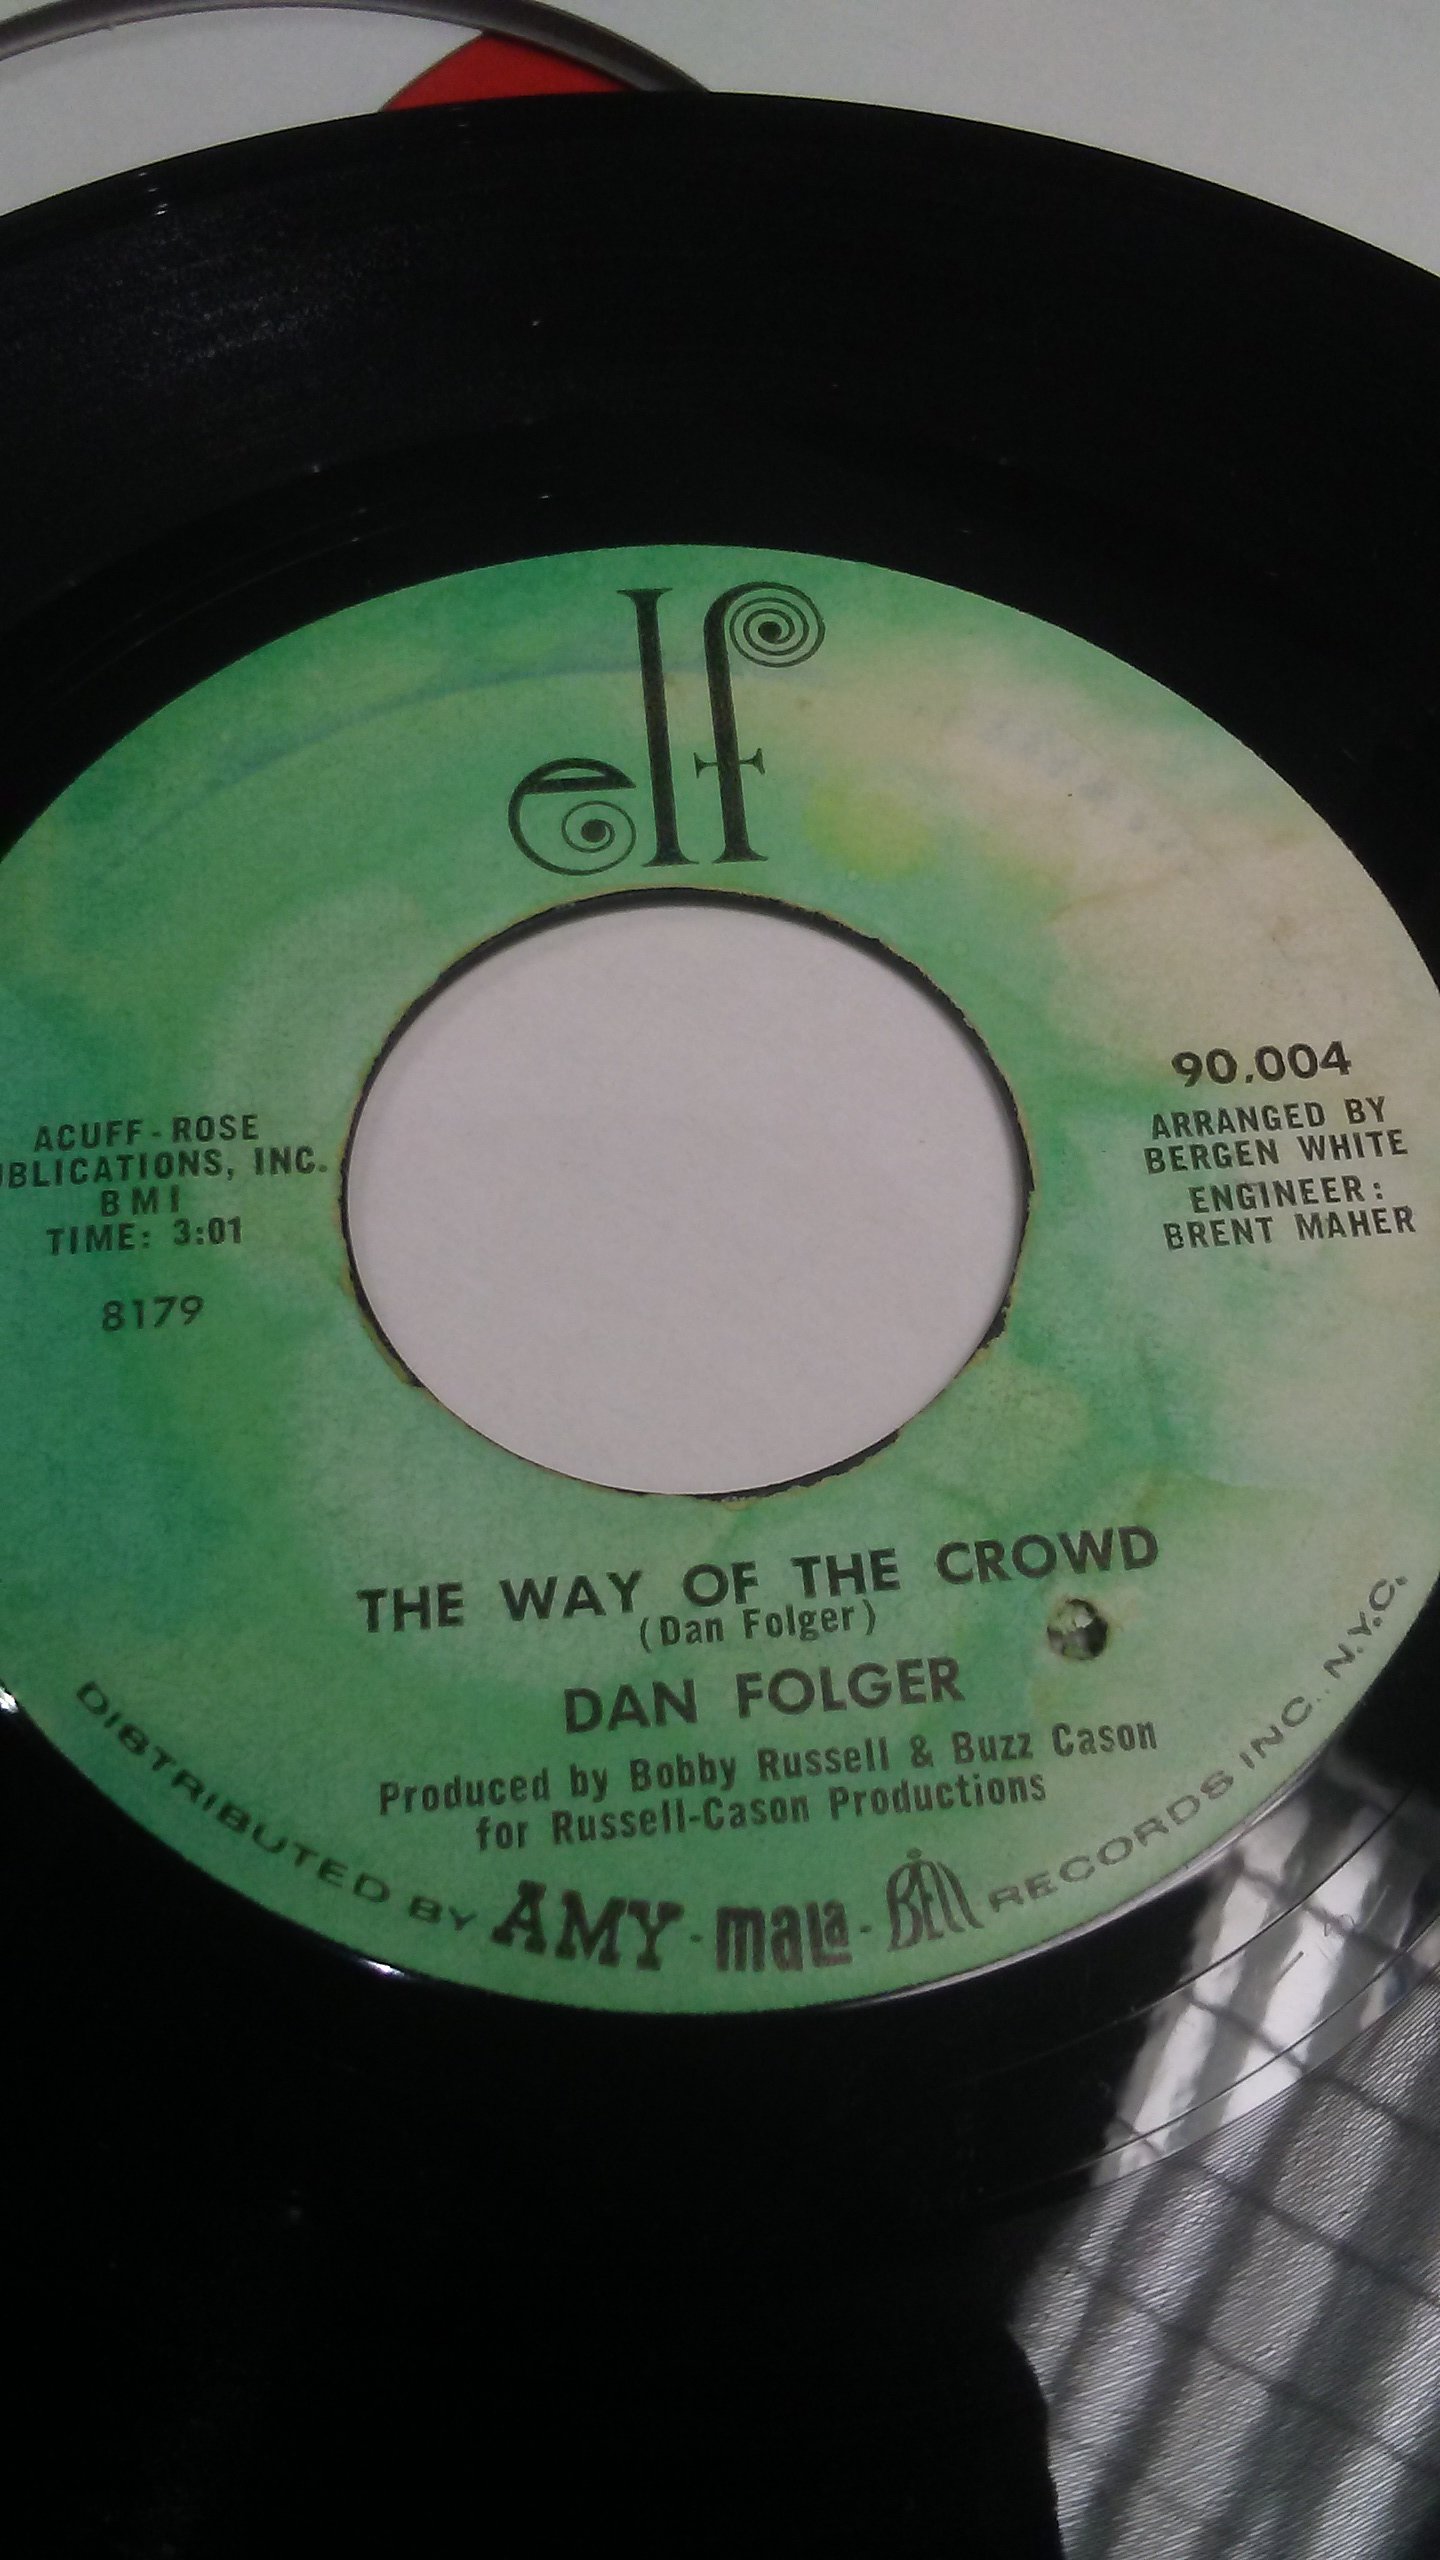 elf
90.004
ARRANGED BY
BERGEN WHITE
ENGINEER:
BRENT MAHER
ACUFF-ROSE
UBLICATIONS, INC.
BMI
TIME: 3:01
8179
THE WAY OF THE CROWD
(Dan Folger)
DAN FOLGER
Produced by Bobby Russell & Buzz Cason
for Russell-Cason Productions
DISTRIBUTED BY AMY-mala-BELL RECORDS INC., N.Y.C.